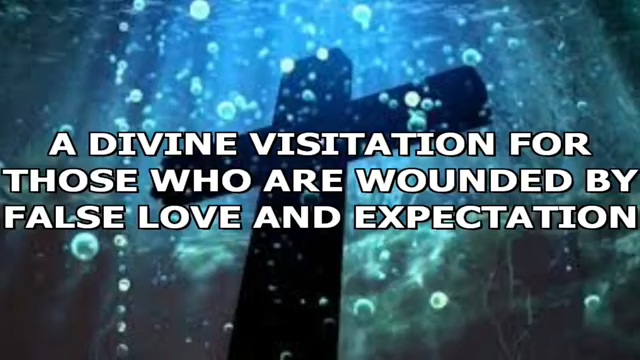 A DIVINE VISITATION FOR
THOSE WHO ARE WOUNDED BY
FALSE LOVE AND EXPECTATION